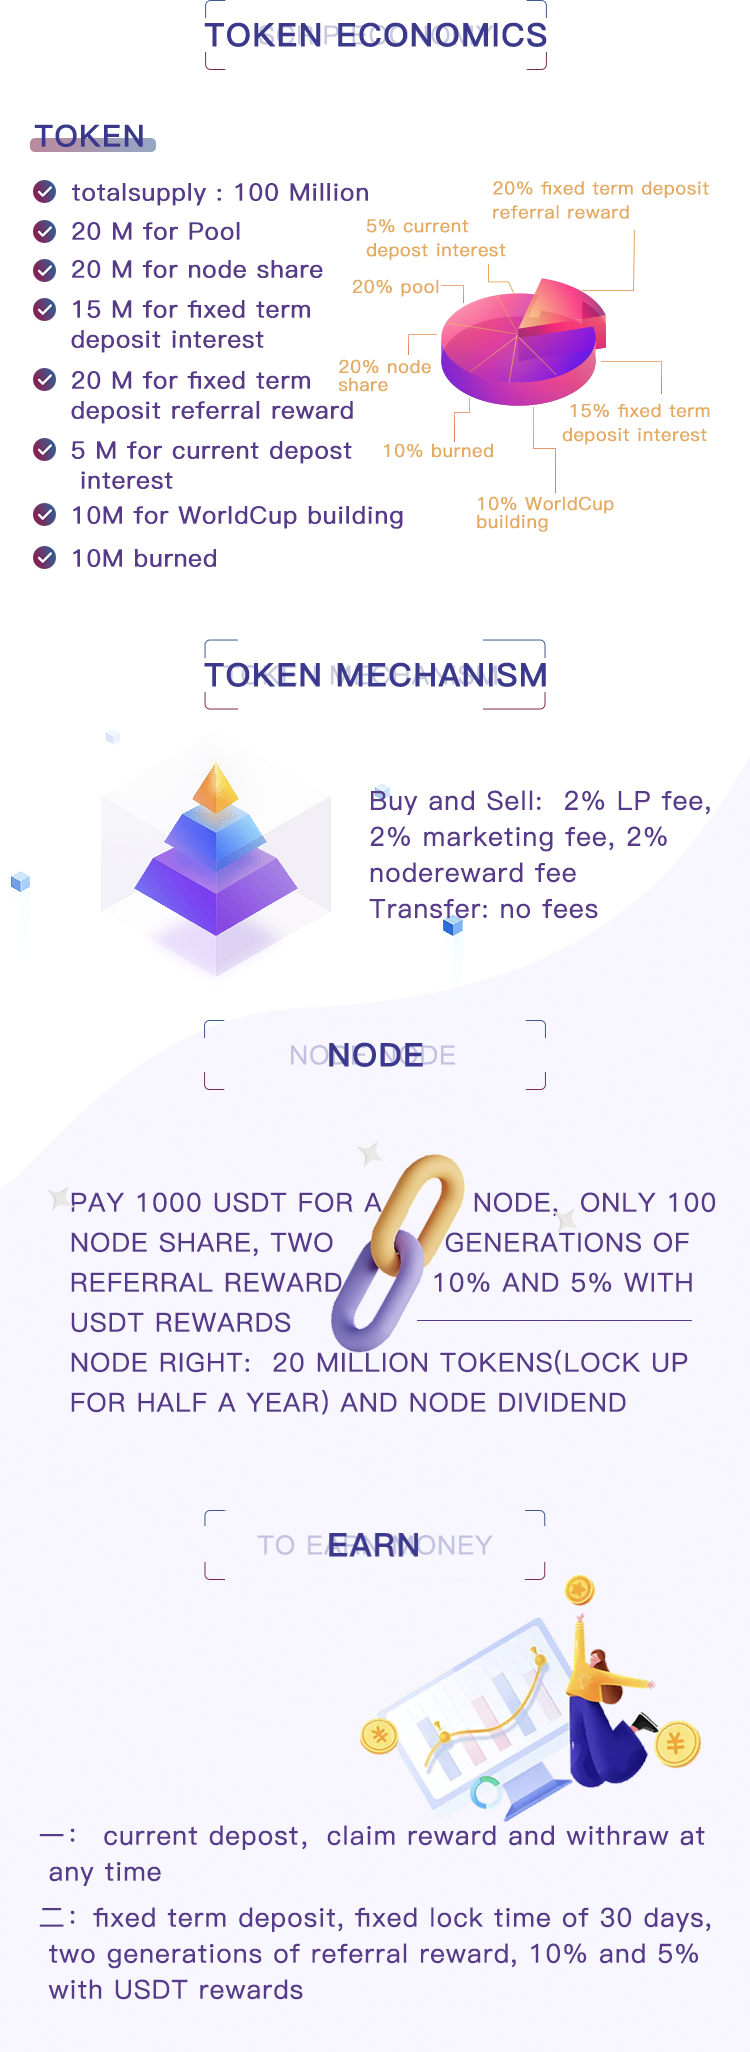 TOKEN ECONOMICS
TOKEN
totalsupply : 100 Million
20 M for Pool
20 M for node share
15 M for fixed term
deposit interest
20 M for fixed term
deposit referral reward
5 M for current depost
interest
10M for WorldCup building
10M burned
20% fixed term deposit
referral reward
5% current
depost interest
20% pool
20% node
share
15% fixed term
deposit interest
10% burned
10% WorldCup
building
TOKEN MECHANISM
TOKEN MECHANISM
Buy and Sell: 2% LP fee,
2% marketing fee, 2%
nodereward fee
Transfer: no fees
NODE NODE
NODE
PAY 1000 USDT FOR A NODE, ONLY 100
NODE SHARE, TWO GENERATIONS OF
REFERRAL REWARD 10% AND 5% WITH
USDT REWARDS
NODE RIGHT: 20 MILLION TOKENS(LOCK UP
FOR HALF A YEAR) AND NODE DIVIDEND
TO EARN MONEY
EARN
一： current depost, claim reward and withraw at
any time
二：fixed term deposit, fixed lock time of 30 days,
two generations of referral reward, 10% and 5%
with USDT rewards